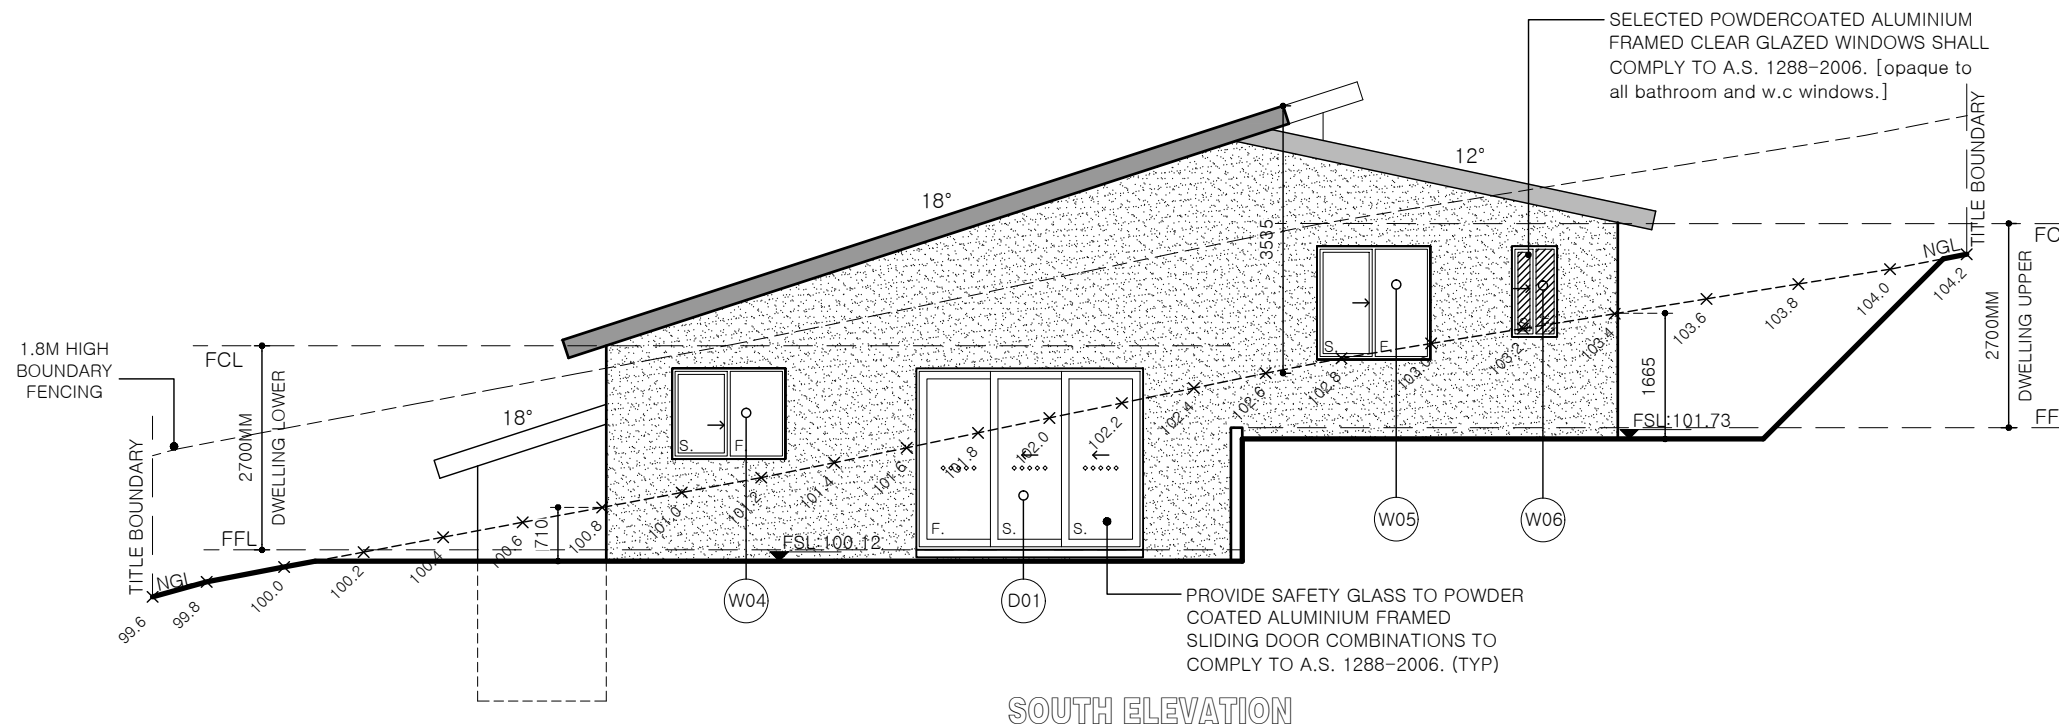 SELECTED POWDERCOATED ALUMINIUM
FRAMED CLEAR GLAZED WINDOWS SHALL
COMPLY TO A.S. 1288-2006. [opaque to
all bathroom and w.c windows.]
TITLE BOUNDARY
12°
18°
3535
NGL
FC
104.2
104.0
103.8
103.6
103.4
103.2
103.0
102.8
102.6
102.4
102.2
102.0
101.8
101.6
101.4
101.2
101.0
100.8
100.6
100.4
100.2
100.0
99.8
99.6
2700MM
DWELLING UPPER
1665
FSL:101.73
FF
S.
F.
S.
F.
W05
W06
1.8M HIGH
BOUNDARY
FENCING
FCL
2700MM
DWELLING LOWER
18°
TITLE BOUNDARY
FFL
NGL
710
S.
F.
F.
S.
S.
FSL:100.12
W04
D01
PROVIDE SAFETY GLASS TO POWDER
COATED ALUMINIUM FRAMED
SLIDING DOOR COMBINATIONS TO
COMPLY TO A.S. 1288-2006. (TYP)
SOUTH ELEVATION